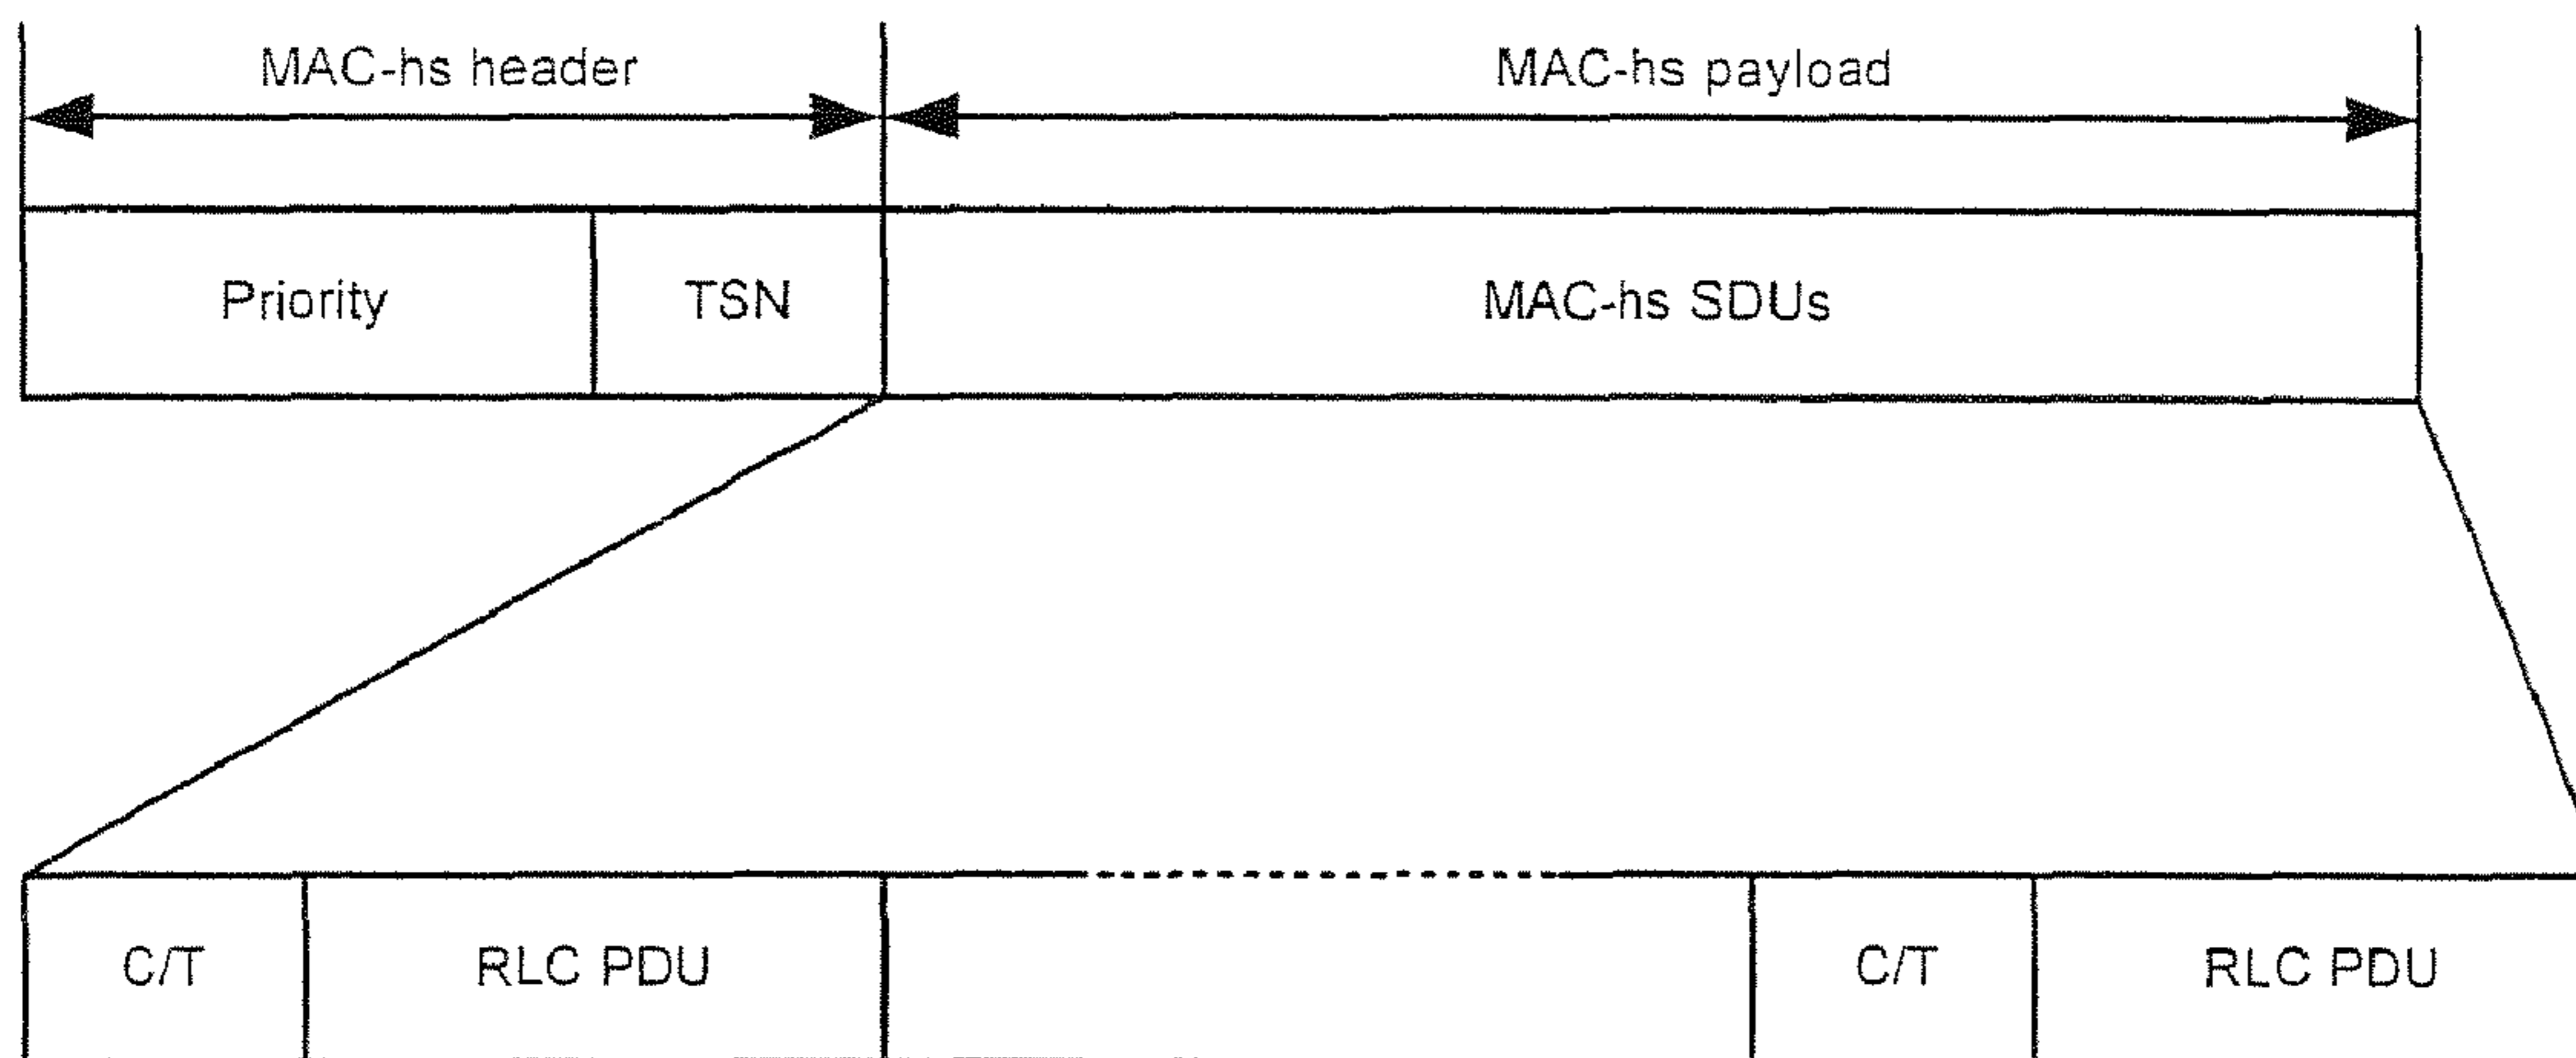 MAC-hs header
MAC-hs payload
Priority
TSN
MAC-hs SDUs
C/T
RLC PDU
C/T
RLC PDU